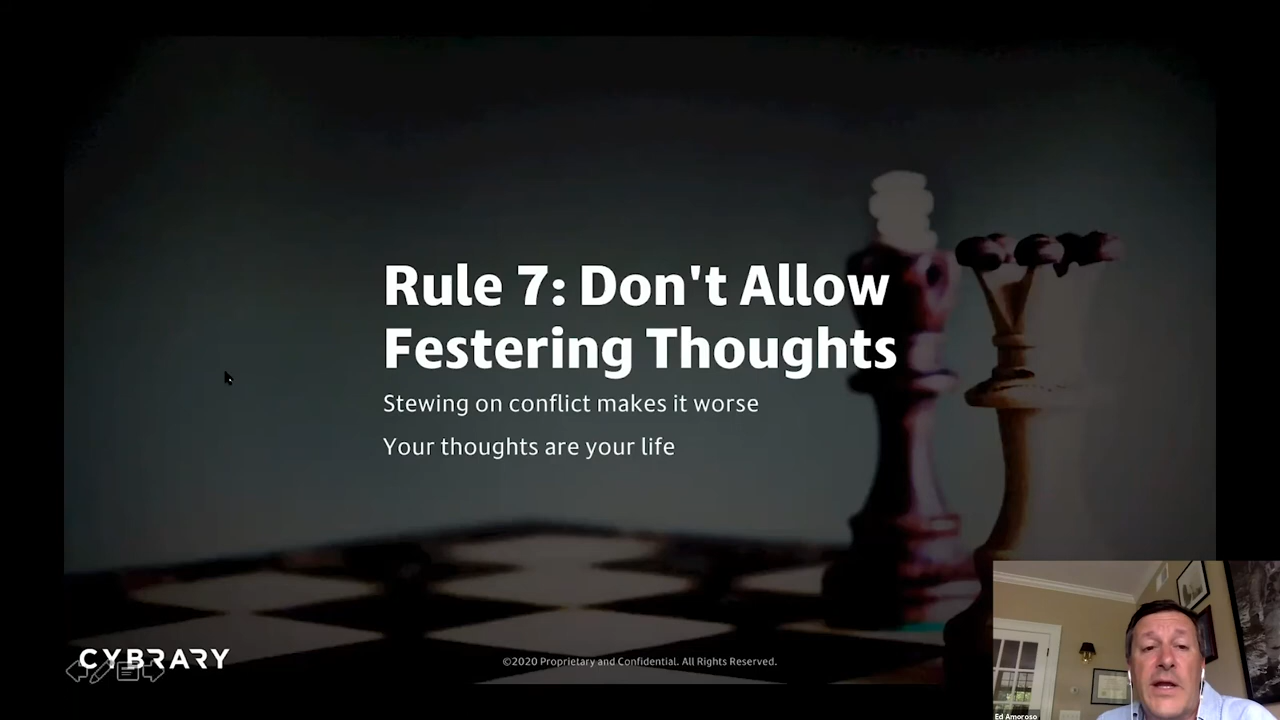 Rule 7: Don't Allow
Festering Thoughts
Stewing on conflict makes it worse
Your thoughts are your life
CYBRARY
©2020 Proprietary and Confidential. All Rights Reserved.
Ed Amoroso